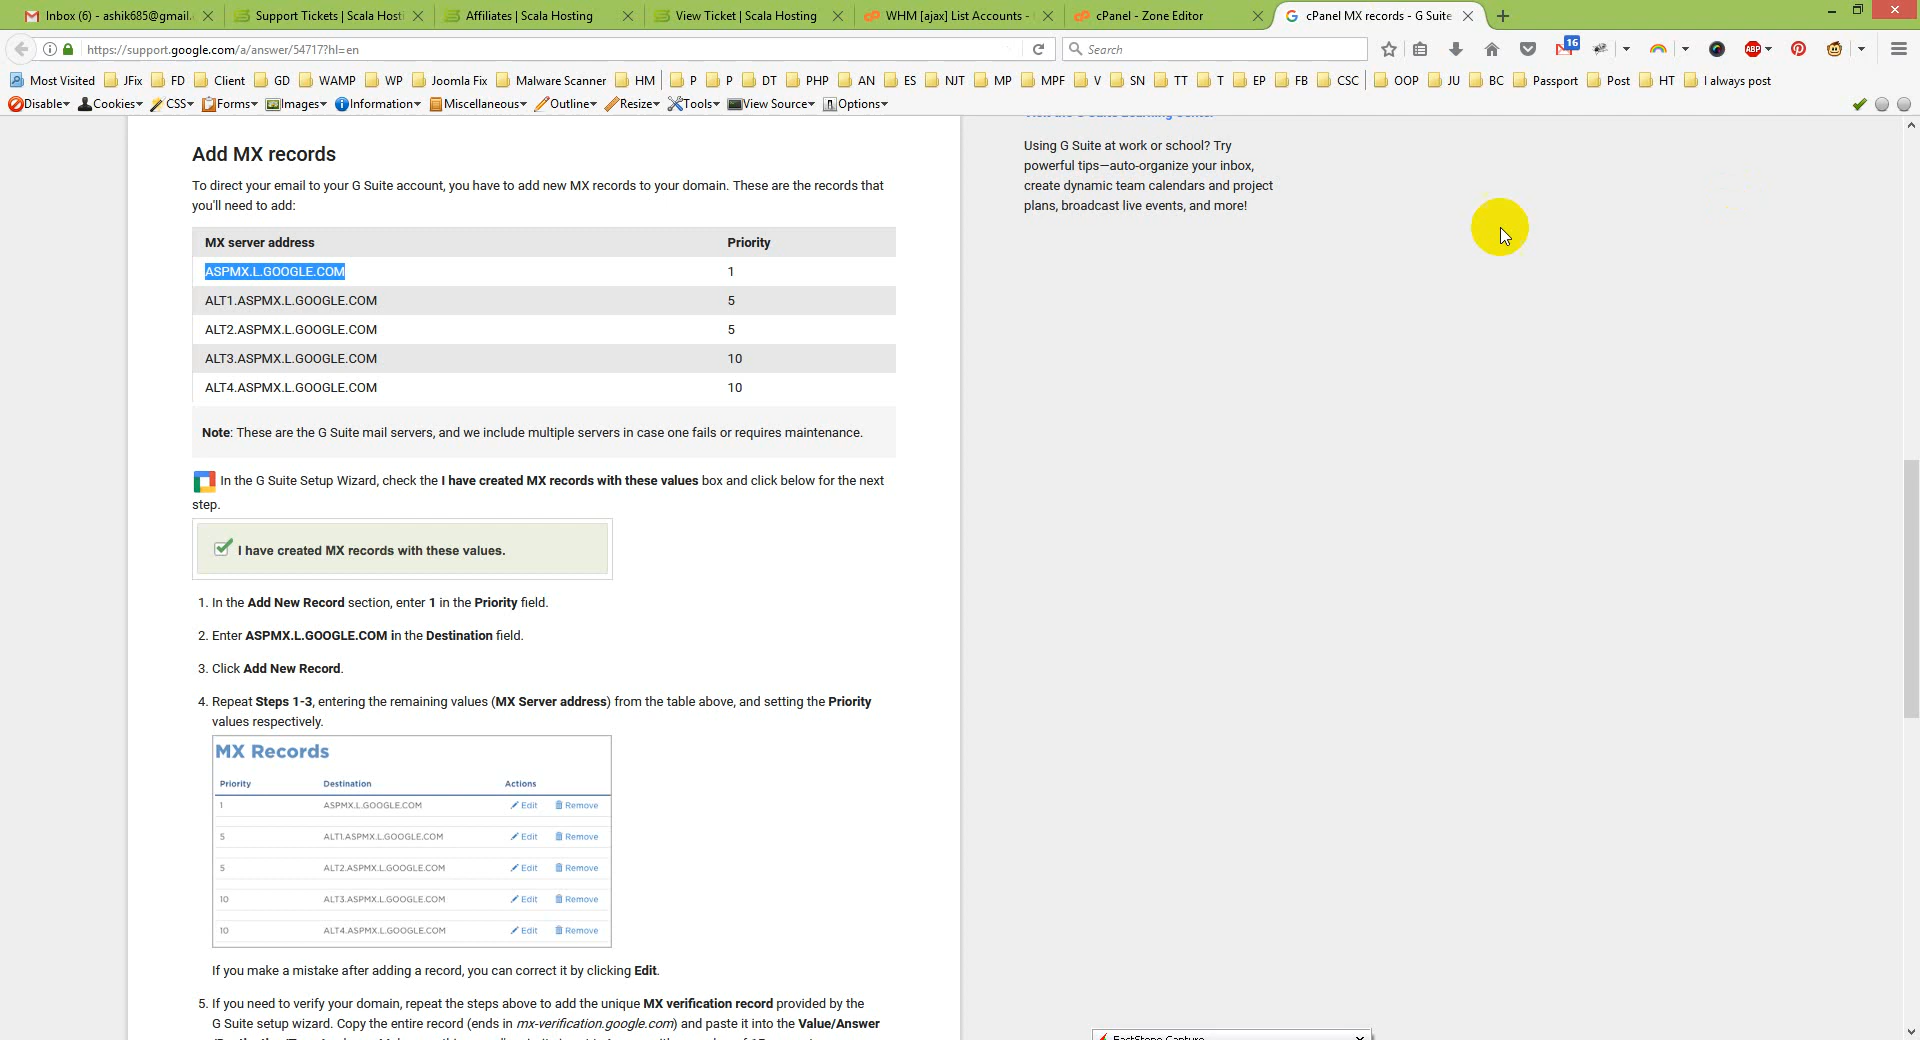 Inbox (6) - ashik685@gmail.
Support Tickets | Scala Hosti
Affiliates | Scala Hosting
View Ticket | Scala Hosting
WHM [ajax] List Accounts -
cPanel - Zone Editor
cPanel MX records - G Suite
https://support.google.com/a/answer/54717?hl=en
Search
16
ABP
Most Visited JFix FD Client GD WAMP WP Joomla Fix Malware Scanner HM P P DT PHP AN ES NJT MP MPF V SN TT T EP FB CSC OOP JU BC Passport Post HT I always post
Disable Cookies CSS Forms Images Information Miscellaneous Outline Resize Tools View Source Options
Visit the G Suite Learning Center
Using G Suite at work or school? Try
powerful tips—auto-organize your inbox,
create dynamic team calendars and project
plans, broadcast live events, and more!
Add MX records
To direct your email to your G Suite account, you have to add new MX records to your domain. These are the records that
you'll need to add:
MX server address Priority
ASPMX.L.GOOGLE.COM 1
ALT1.ASPMX.L.GOOGLE.COM 5
ALT2.ASPMX.L.GOOGLE.COM 5
ALT3.ASPMX.L.GOOGLE.COM 10
ALT4.ASPMX.L.GOOGLE.COM 10
Note: These are the G Suite mail servers, and we include multiple servers in case one fails or requires maintenance.
In the G Suite Setup Wizard, check the I have created MX records with these values box and click below for the next
step.
I have created MX records with these values.
1. In the Add New Record section, enter 1 in the Priority field.
2. Enter ASPMX.L.GOOGLE.COM in the Destination field.
3. Click Add New Record.
4. Repeat Steps 1-3, entering the remaining values (MX Server address) from the table above, and setting the Priority
values respectively.
MX Records
Priority Destination Actions
1 ASPMX.L.GOOGLE.COM Edit Remove
5 ALT1.ASPMX.L.GOOGLE.COM Edit Remove
5 ALT2.ASPMX.L.GOOGLE.COM Edit Remove
10 ALT3.ASPMX.L.GOOGLE.COM Edit Remove
10 ALT4.ASPMX.L.GOOGLE.COM Edit Remove
If you make a mistake after adding a record, you can correct it by clicking Edit.
5. If you need to verify your domain, repeat the steps above to add the unique MX verification record provided by the
G Suite setup wizard. Copy the entire record (ends in mx-verification.google.com) and paste it into the Value/Answer
FastStone Capture